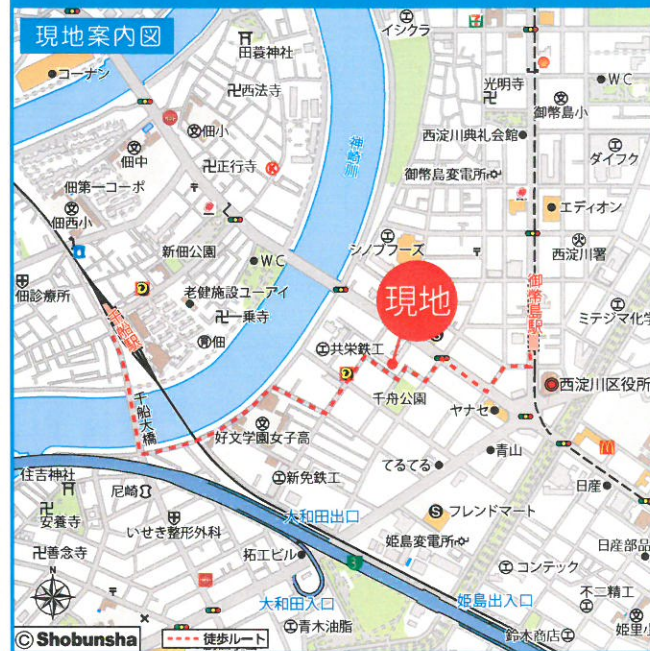 現地案内図
イシクラ
田蓑神社
コーナン
西法寺
光明寺
WC
御幣島小
佃小
西淀川典礼会館
佃中
正行寺
ダイフク
御幣島変電所
佃第一コーポ
エディオン
佃西小
シノブフーズ
西淀川署
新佃公園
WC
御幣島駅
佃診療所
老健施設ユーアイ
現地
ミテジマ化学
一乗寺
千船駅
共栄鉄工
佃
西淀川区役所
千舟公園
ヤナセ
千船大橋
好文学園女子高
青山
てるてる
住吉神社
新免鉄工
尼崎
日産
安養寺
大和田出口
フレンドマート
いせき整形外科
姫島変電所
日産部品
善念寺
拓工ビル
コンテック
大和田入口
姫島出入口
不二精工
N
© Shobunsha
徒歩ルート
青木油脂
鈴木商店
姫里小